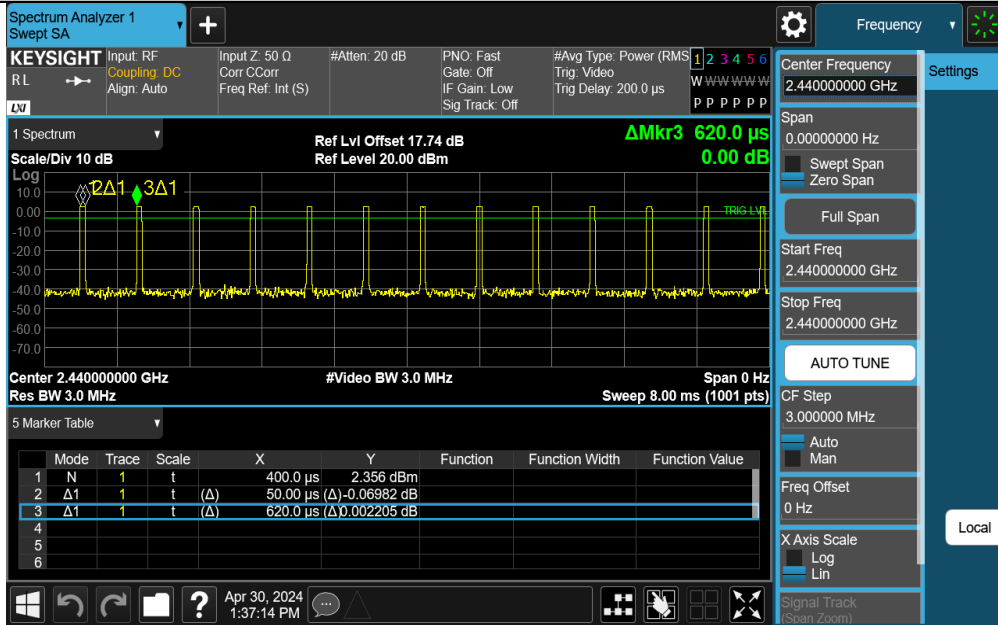 Spectrum Analyzer 1
Swept SA
+
Frequency
KEYSIGHT
RL
LXI
Input: RF
Coupling: DC
Align: Auto
Input Z: 50 Ω
Corr CCorr
Freq Ref: Int (S)
#Atten: 20 dB
PNO: Fast
Gate: Off
IF Gain: Low
Sig Track: Off
#Avg Type: Power (RMS
Trig: Video
Trig Delay: 200.0 µs
1 2 3 4 5 6
W W W W W W
P P P P P P
1 Spectrum
Scale/Div 10 dB
Ref Lvl Offset 17.74 dB
Ref Level 20.00 dBm
ΔMkr3 620.0 µs
0.00 dB
Log
2Δ1
3Δ1
TRIG LVL
10.0
0.00
-10.0
-20.0
-30.0
-40.0
-50.0
-60.0
-70.0
Center 2.440000000 GHz
#Video BW 3.0 MHz
Span 0 Hz
Res BW 3.0 MHz
Sweep 8.00 ms (1001 pts)
5 Marker Table
Mode Trace Scale X Y Function Function Width Function Value
1 N 1 t 400.0 µs 2.356 dBm
2 Δ1 1 t (Δ) 50.00 µs (Δ)-0.06982 dB
3 Δ1 1 t (Δ) 620.0 µs (Δ)0.002205 dB
4
5
6
Center Frequency
2.440000000 GHz
Span
0.00000000 Hz
Swept Span
Zero Span
Full Span
Start Freq
2.440000000 GHz
Stop Freq
2.440000000 GHz
AUTO TUNE
CF Step
3.000000 MHz
Auto
Man
Freq Offset
0 Hz
X Axis Scale
Log
Lin
Signal Track
(Span Zoom)
Settings
Local
?
Apr 30, 2024
1:37:14 PM